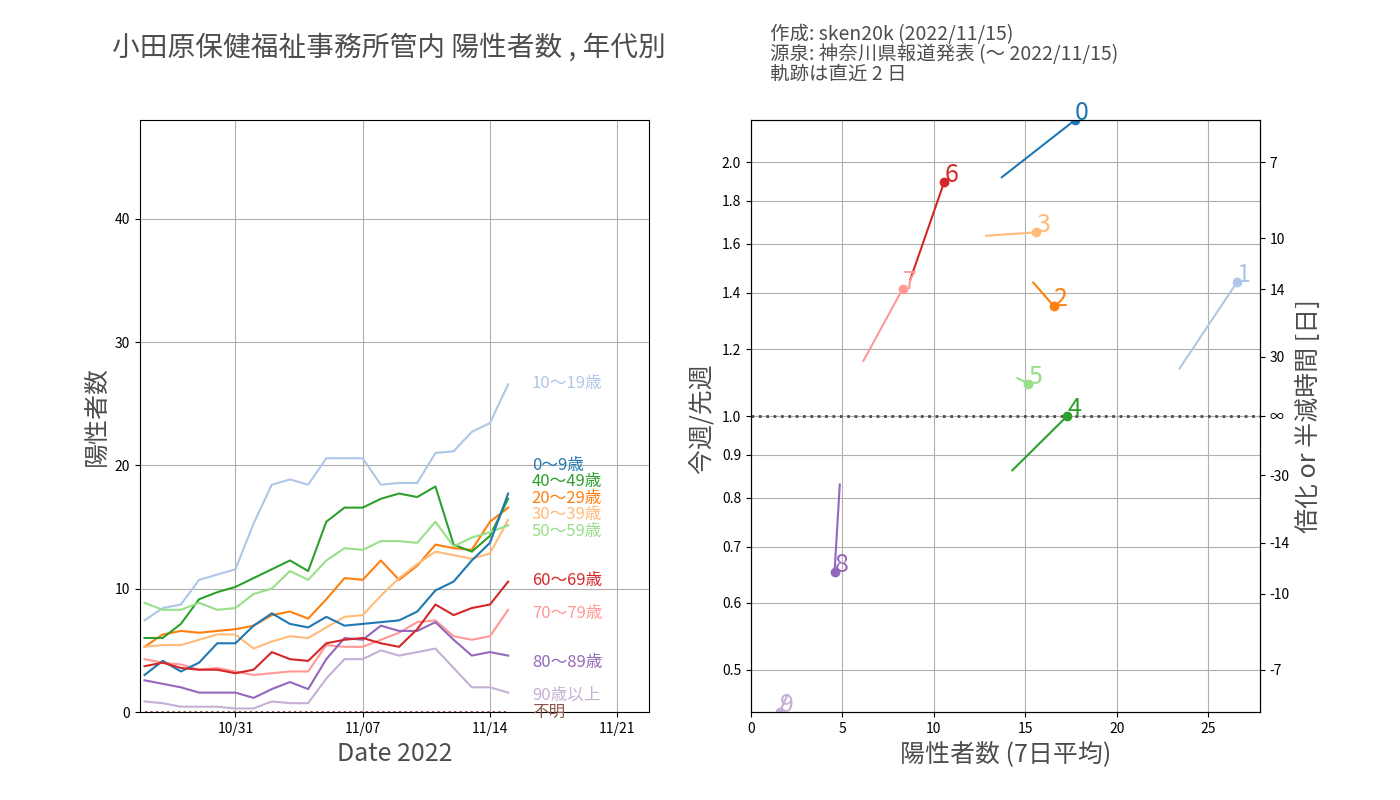 小田原保健福祉事務所管内 陽性者数 , 年代別
作成: sken20k (2022/11/15)
源泉: 神奈川県報道発表 (〜 2022/11/15)
軌跡は直近 2 日
陽性者数
40
30
20
10
0
10/31
11/07
11/14
11/21
Date 2022
10〜19歳
0〜9歳
40〜49歳
20〜29歳
30〜39歳
50〜59歳
60〜69歳
70〜79歳
80〜89歳
90歳以上
不明
今週/先週
2.0
1.8
1.6
1.4
1.2
1.0
0.9
0.8
0.7
0.6
0.5
0
6
3
1
7
2
5
4
8
9
0
5
10
15
20
25
陽性者数 (7日平均)
7
10
14
30
∞
-30
-14
-10
-7
倍化 or 半減時間 [日]